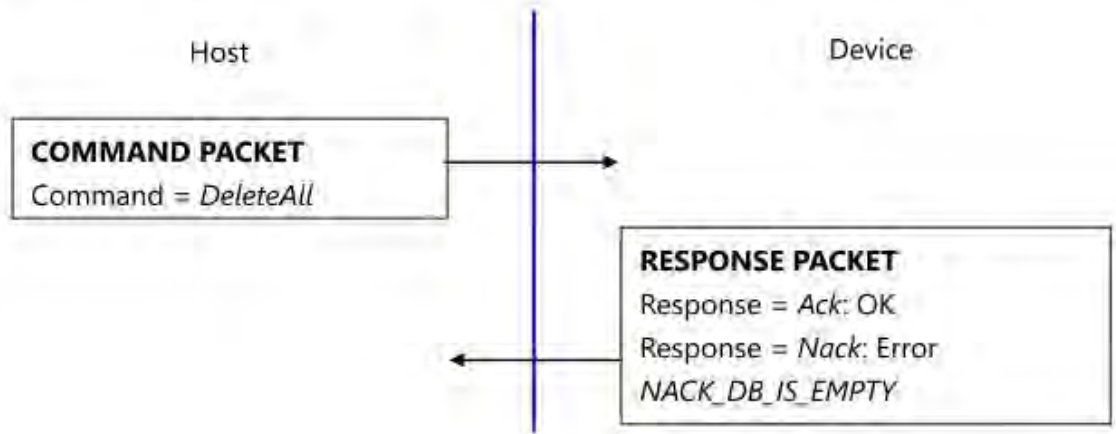 Host
Device
COMMAND PACKET
Command = DeleteAll
RESPONSE PACKET
Response = Ack: OK
Response = Nack: Error
NACK_DB_IS_EMPTY